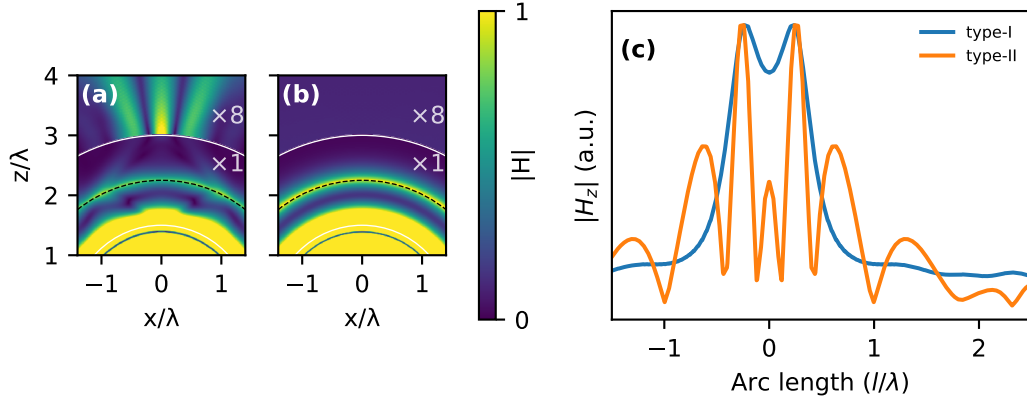 (a)
×8
×1
4
3
2
1
z/λ
−1
0
1
x/λ
(b)
×8
×1
−1
0
1
x/λ
1
0
|H|
(c)
type-I
type-II
|H_z| (a.u.)
−1
0
1
2
Arc length (l/λ)